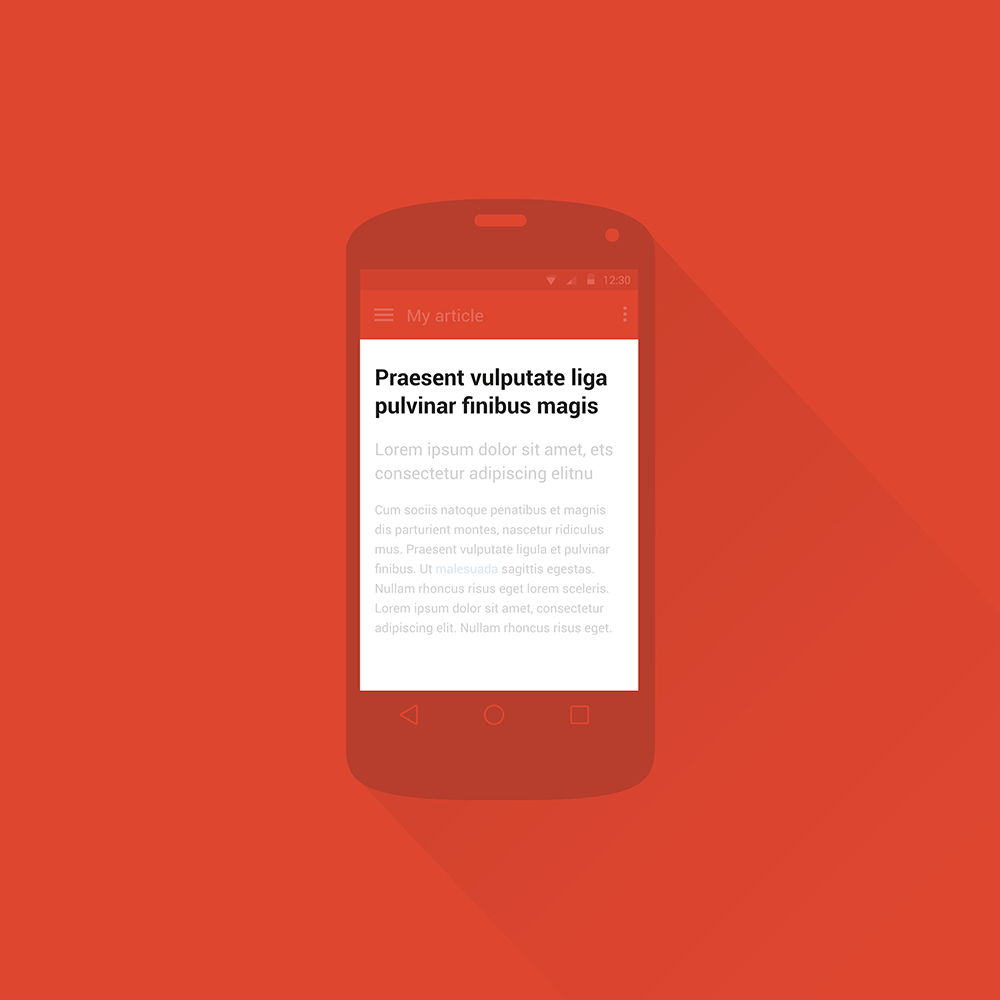 12:30
My article
Praesent vulputate liga
pulvinar finibus magis
Lorem ipsum dolor sit amet, ets
consectetur adipiscing elitnu
Cum sociis natoque penatibus et magnis
dis parturient montes, nascetur ridiculus
mus. Praesent vulputate ligula et pulvinar
finibus. Ut malesuada sagittis egestas.
Nullam rhoncus risus eget lorem sceleris.
Lorem ipsum dolor sit amet, consectetur
adipiscing elit. Nullam rhoncus risus eget.